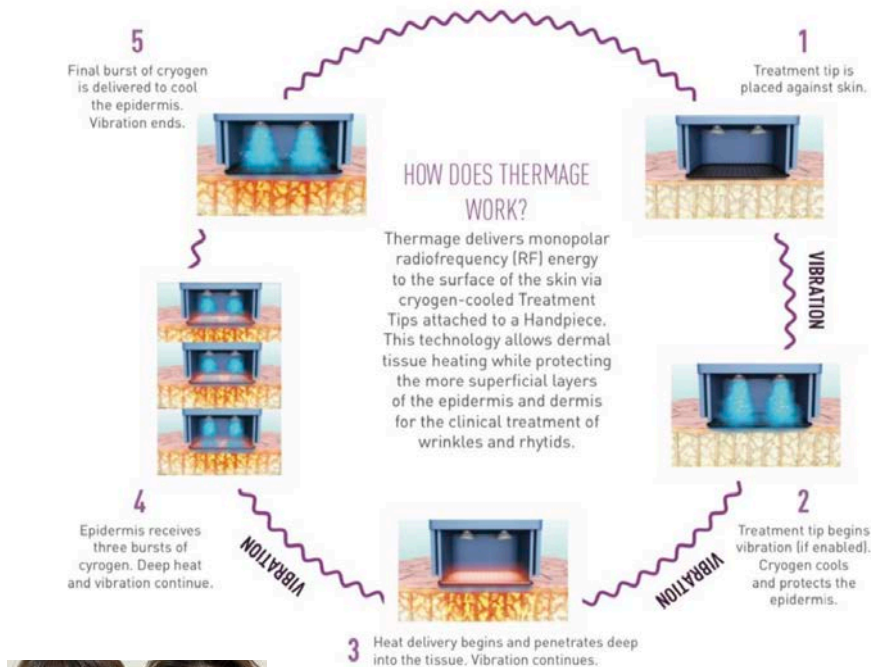 5
Final burst of cryogen
is delivered to cool
the epidermis.
Vibration ends.
1
Treatment tip is
placed against skin.
HOW DOES THERMAGE
WORK?
Thermage delivers monopolar
radiofrequency (RF) energy
to the surface of the skin via
cryogen-cooled Treatment
Tips attached to a Handpiece.
This technology allows dermal
tissue heating while protecting
the more superficial layers
of the epidermis and dermis
for the clinical treatment of
wrinkles and rhytids.
VIBRATION
4
Epidermis receives
three bursts of
cyrogen. Deep heat
and vibration continue.
VIBRATION
VIBRATION
2
Treatment tip begins
vibration (if enabled).
Cryogen cools
and protects the
epidermis.
3
Heat delivery begins and penetrates deep
into the tissue. Vibration continues.